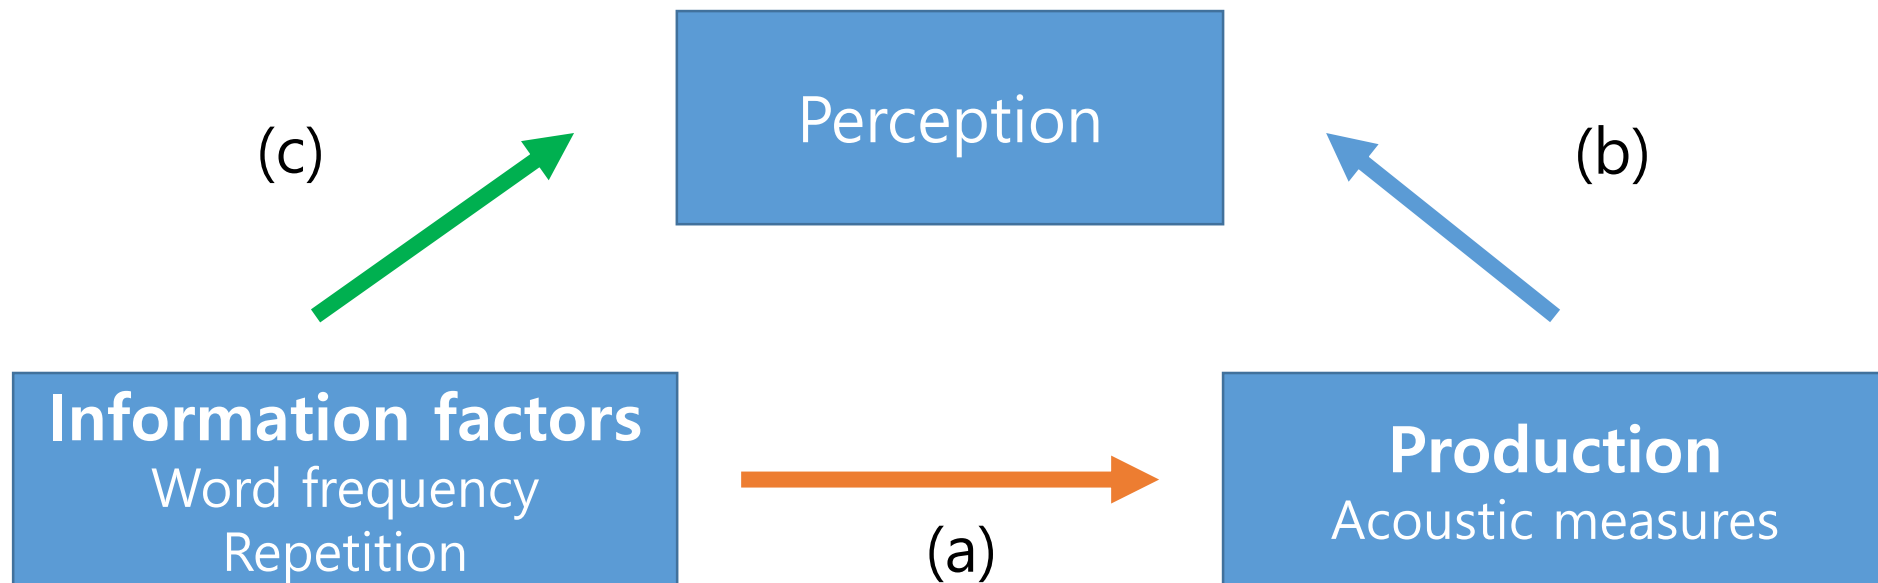 Perception
(c)
(b)
Information factors
Word frequency
Repetition
Production
Acoustic measures
(a)